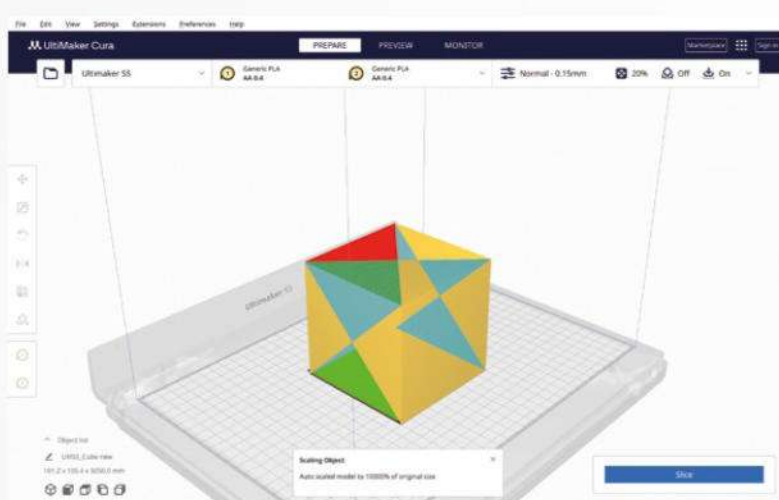 File Edit View Settings Extensions Preferences Help
UltiMaker Cura
PREPARE PREVIEW MONITOR
Marketplace
Sign in
Ultimaker S5
Generic PLA
AA 0.4
Generic PLA
AA 0.4
Normal - 0.15mm
20%
Off
On
Ultimaker S5
Object list
Scaling Object
Auto scaled model to 10000% of original size
Slice